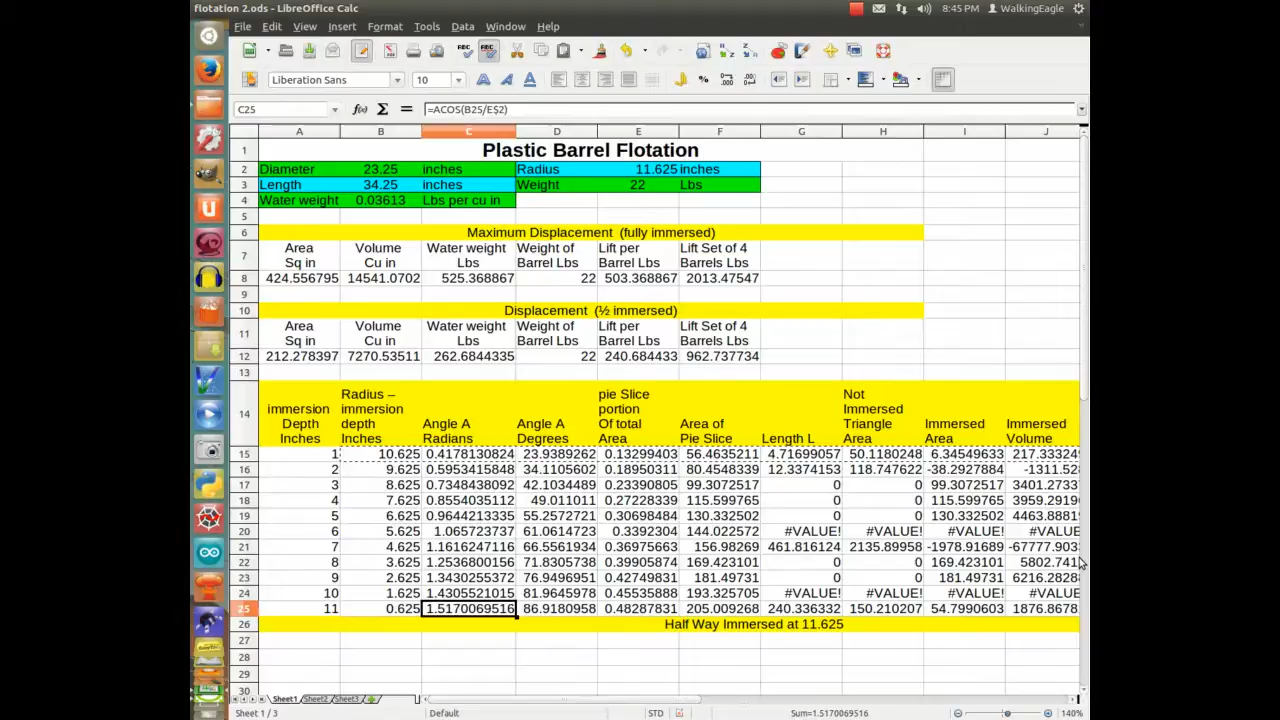 flotation 2.ods - LibreOffice Calc 8:45 PM WalkingEagle
File Edit View Insert Format Tools Data Window Help
Liberation Sans 10
C25 =ACOS(B25/E$2)
A B C D E F G H I J
1 Plastic Barrel Flotation
2 Diameter 23.25 inches Radius 11.625 inches
3 Length 34.25 inches Weight 22 Lbs
4 Water weight 0.03613 Lbs per cu in
5
6 Maximum Displacement (fully immersed)
Area Volume Water weight Weight of Lift per Lift Set of 4
7 Sq in Cu in Lbs Barrel Lbs Barrel Lbs Barrels Lbs
8 424.556795 14541.0702 525.368867 22 503.368867 2013.47547
9
10 Displacement (½ immersed)
Area Volume Water weight Weight of Lift per Lift Set of 4
11 Sq in Cu in Lbs Barrel Lbs Barrel Lbs Barrels Lbs
12 212.278397 7270.53511 262.6844335 22 240.684433 962.737734
13
Radius – pie Slice Not
immersion immersion portion Immersed
14 Depth depth Angle A Angle A Of total Area of Triangle Immersed Immersed
Inches Inches Radians Degrees Area Pie Slice Length L Area Area Volume
15 1 10.625 0.4178130824 23.9389262 0.13299403 56.4635211 4.71699057 50.1180248 6.34549633 217.333249
16 2 9.625 0.5953415848 34.1105602 0.18950311 80.4548339 12.3374153 118.747622 -38.2927884 -1311.528
17 3 8.625 0.7348438092 42.1034489 0.23390805 99.3072517 0 0 99.3072517 3401.27337
18 4 7.625 0.8554035112 49.011011 0.27228339 115.599765 0 0 115.599765 3959.29196
19 5 6.625 0.9644213335 55.2572721 0.30698484 130.332502 0 0 130.332502 4463.88819
20 6 5.625 1.065723737 61.0614723 0.3392304 144.022572 #VALUE! #VALUE! #VALUE! #VALUE
21 7 4.625 1.1616247116 66.5561934 0.36975663 156.98269 461.816124 2135.89958 -1978.91689 -67777.903
22 8 3.625 1.2536800156 71.8305738 0.39905874 169.423101 0 0 169.423101 5802.741
23 9 2.625 1.3430255372 76.9496951 0.42749831 181.49731 0 0 181.49731 6216.2828
24 10 1.625 1.4305521015 81.9645978 0.45535888 193.325705 #VALUE! #VALUE! #VALUE! #VALUE
25 11 0.625 1.5170069516 86.9180958 0.48287831 205.009268 240.336332 150.210207 54.7990603 1876.8678
26 Half Way Immersed at 11.625
27
28
29
30
Sheet1 Sheet2 Sheet3
Sheet 1 / 3 Default STD Sum=1.5170069516 140%